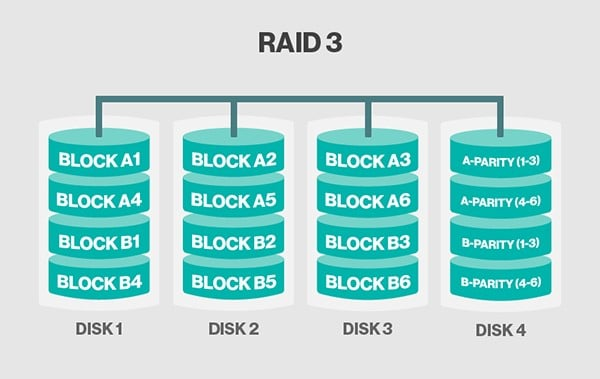 RAID 3
BLOCK A1
BLOCK A2
BLOCK A3
A-PARITY (1-3)
BLOCK A4
BLOCK A5
BLOCK A6
A-PARITY (4-6)
BLOCK B1
BLOCK B2
BLOCK B3
B-PARITY (1-3)
BLOCK B4
BLOCK B5
BLOCK B6
B-PARITY (4-6)
DISK 1
DISK 2
DISK 3
DISK 4